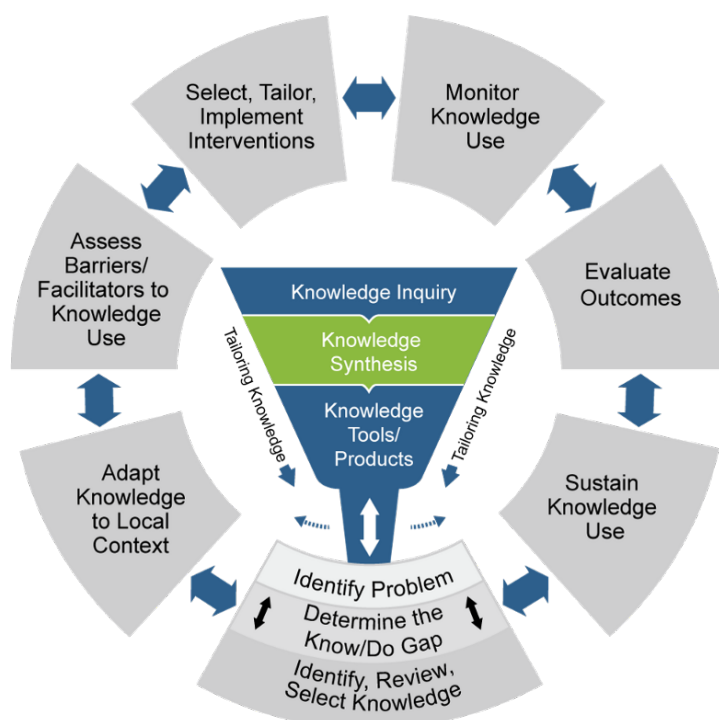 Select, Tailor,
Implement
Interventions
Monitor
Knowledge
Use
Assess
Barriers/
Facilitators to
Knowledge
Use
Evaluate
Outcomes
Knowledge Inquiry
Knowledge
Synthesis
Knowledge
Tools/
Products
Tailoring Knowledge
Tailoring Knowledge
Adapt
Knowledge
to Local
Context
Sustain
Knowledge
Use
Identify Problem
Determine the
Know/Do Gap
Identify, Review,
Select Knowledge